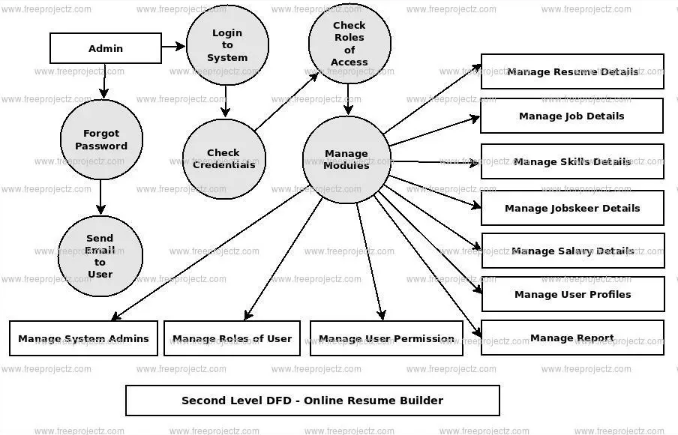 Admin
Login
to
System
Check
Roles
of
Access
Forgot
Password
Check
Credentials
Manage
Modules
Send
Email
to
User
Manage Resume Details
Manage Job Details
Manage Skills Details
Manage Jobskeer Details
Manage Salary Details
Manage User Profiles
Manage Report
Manage System Admins
Manage Roles of User
Manage User Permission
Second Level DFD - Online Resume Builder
www.freeprojectz.com